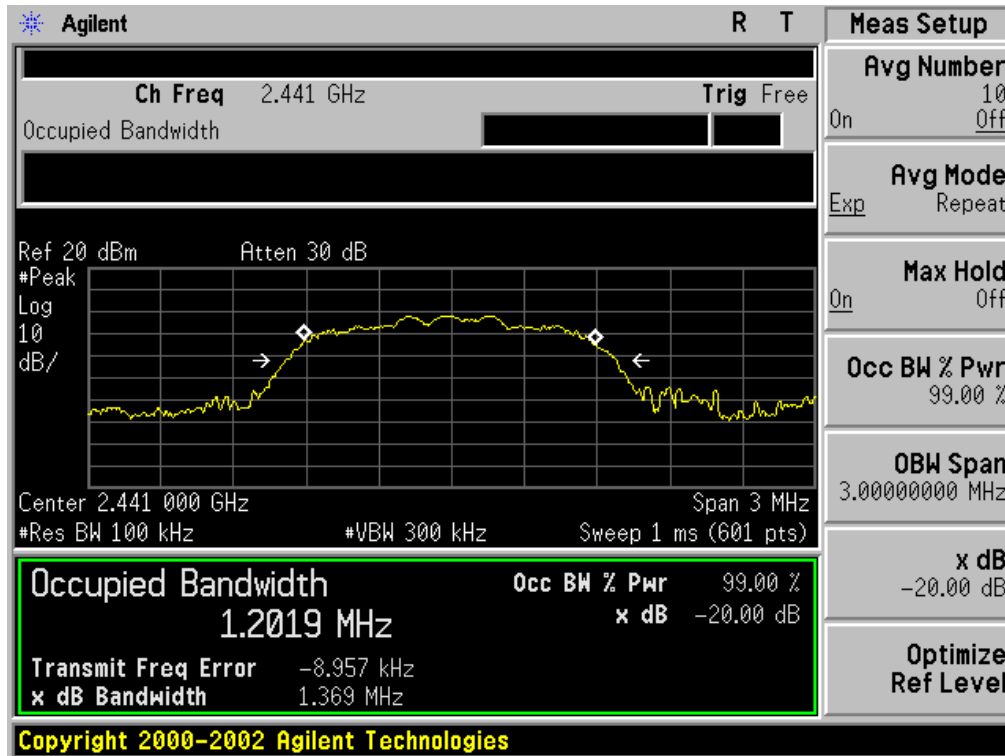 Agilent R T
Ch Freq 2.441 GHz Trig Free
Occupied Bandwidth
Ref 20 dBm Atten 30 dB
#Peak
Log
10
dB/
Center 2.441 000 GHz Span 3 MHz
#Res BW 100 kHz #VBW 300 kHz Sweep 1 ms (601 pts)
Occupied Bandwidth Occ BW % Pwr 99.00 %
1.2019 MHz x dB -20.00 dB
Transmit Freq Error -8.957 kHz
x dB Bandwidth 1.369 MHz
Copyright 2000-2002 Agilent Technologies
Meas Setup
Avg Number
10
On Off
Avg Mode
Exp Repeat
Max Hold
On Off
Occ BW % Pwr
99.00 %
OBW Span
3.00000000 MHz
x dB
-20.00 dB
Optimize
Ref Level